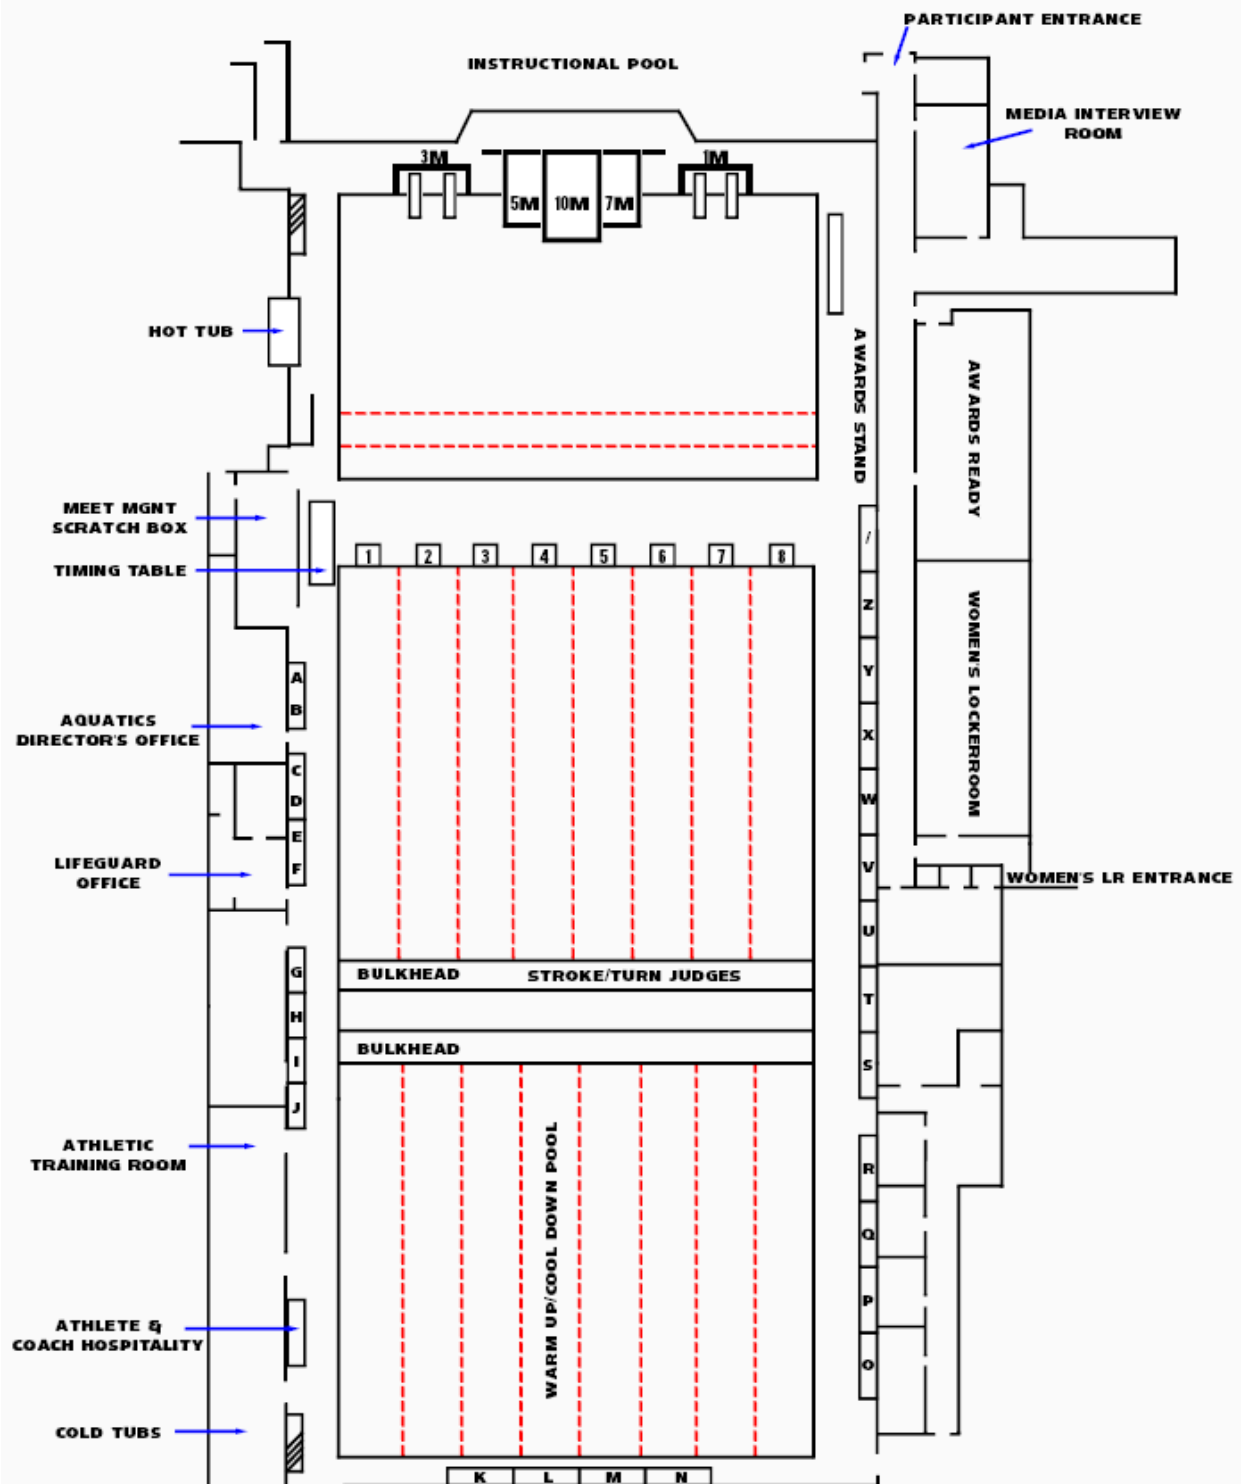 PARTICIPANT ENTRANCE
INSTRUCTIONAL POOL
MEDIA INTERVIEW
ROOM
3M
1M
5M
10M
7M
HOT TUB
AWARDS STAND
AWARDS READY
MEET MGNT
SCRATCH BOX
TIMING TABLE
1
2
3
4
5
6
7
8
/
Z
Y
X
W
V
U
T
S
R
Q
P
O
WOMEN'S LOCKERROOM
WOMEN'S LR ENTRANCE
A
B
AQUATICS
DIRECTOR'S OFFICE
C
D
E
F
LIFEGUARD
OFFICE
G
H
I
J
BULKHEAD
STROKE/TURN JUDGES
BULKHEAD
WARM UP/COOL DOWN POOL
ATHLETIC
TRAINING ROOM
ATHLETE &
COACH HOSPITALITY
COLD TUBS
K
L
M
N